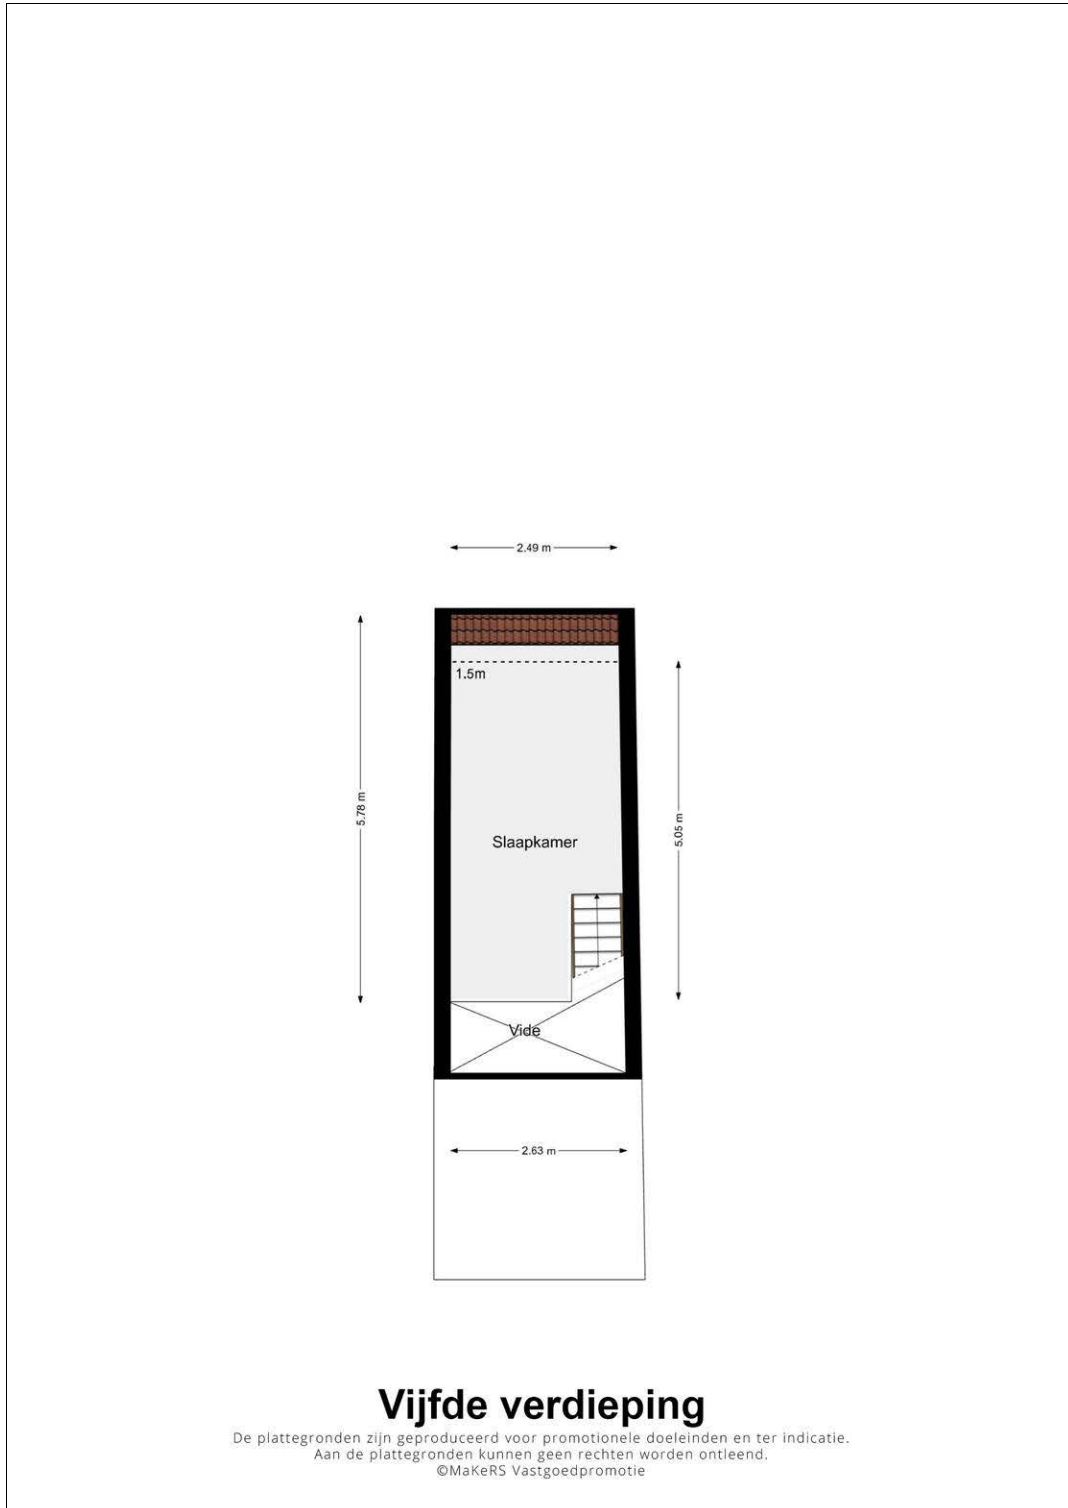 2.49 m
1.5m
5.78 m
5.05 m
Slaapkamer
Vide
2.63 m
Vijfde verdieping
De plattegronden zijn geproduceerd voor promotionele doeleinden en ter indicatie.
Aan de plattegronden kunnen geen rechten worden ontleend.
©MaKeRS Vastgoedpromotie